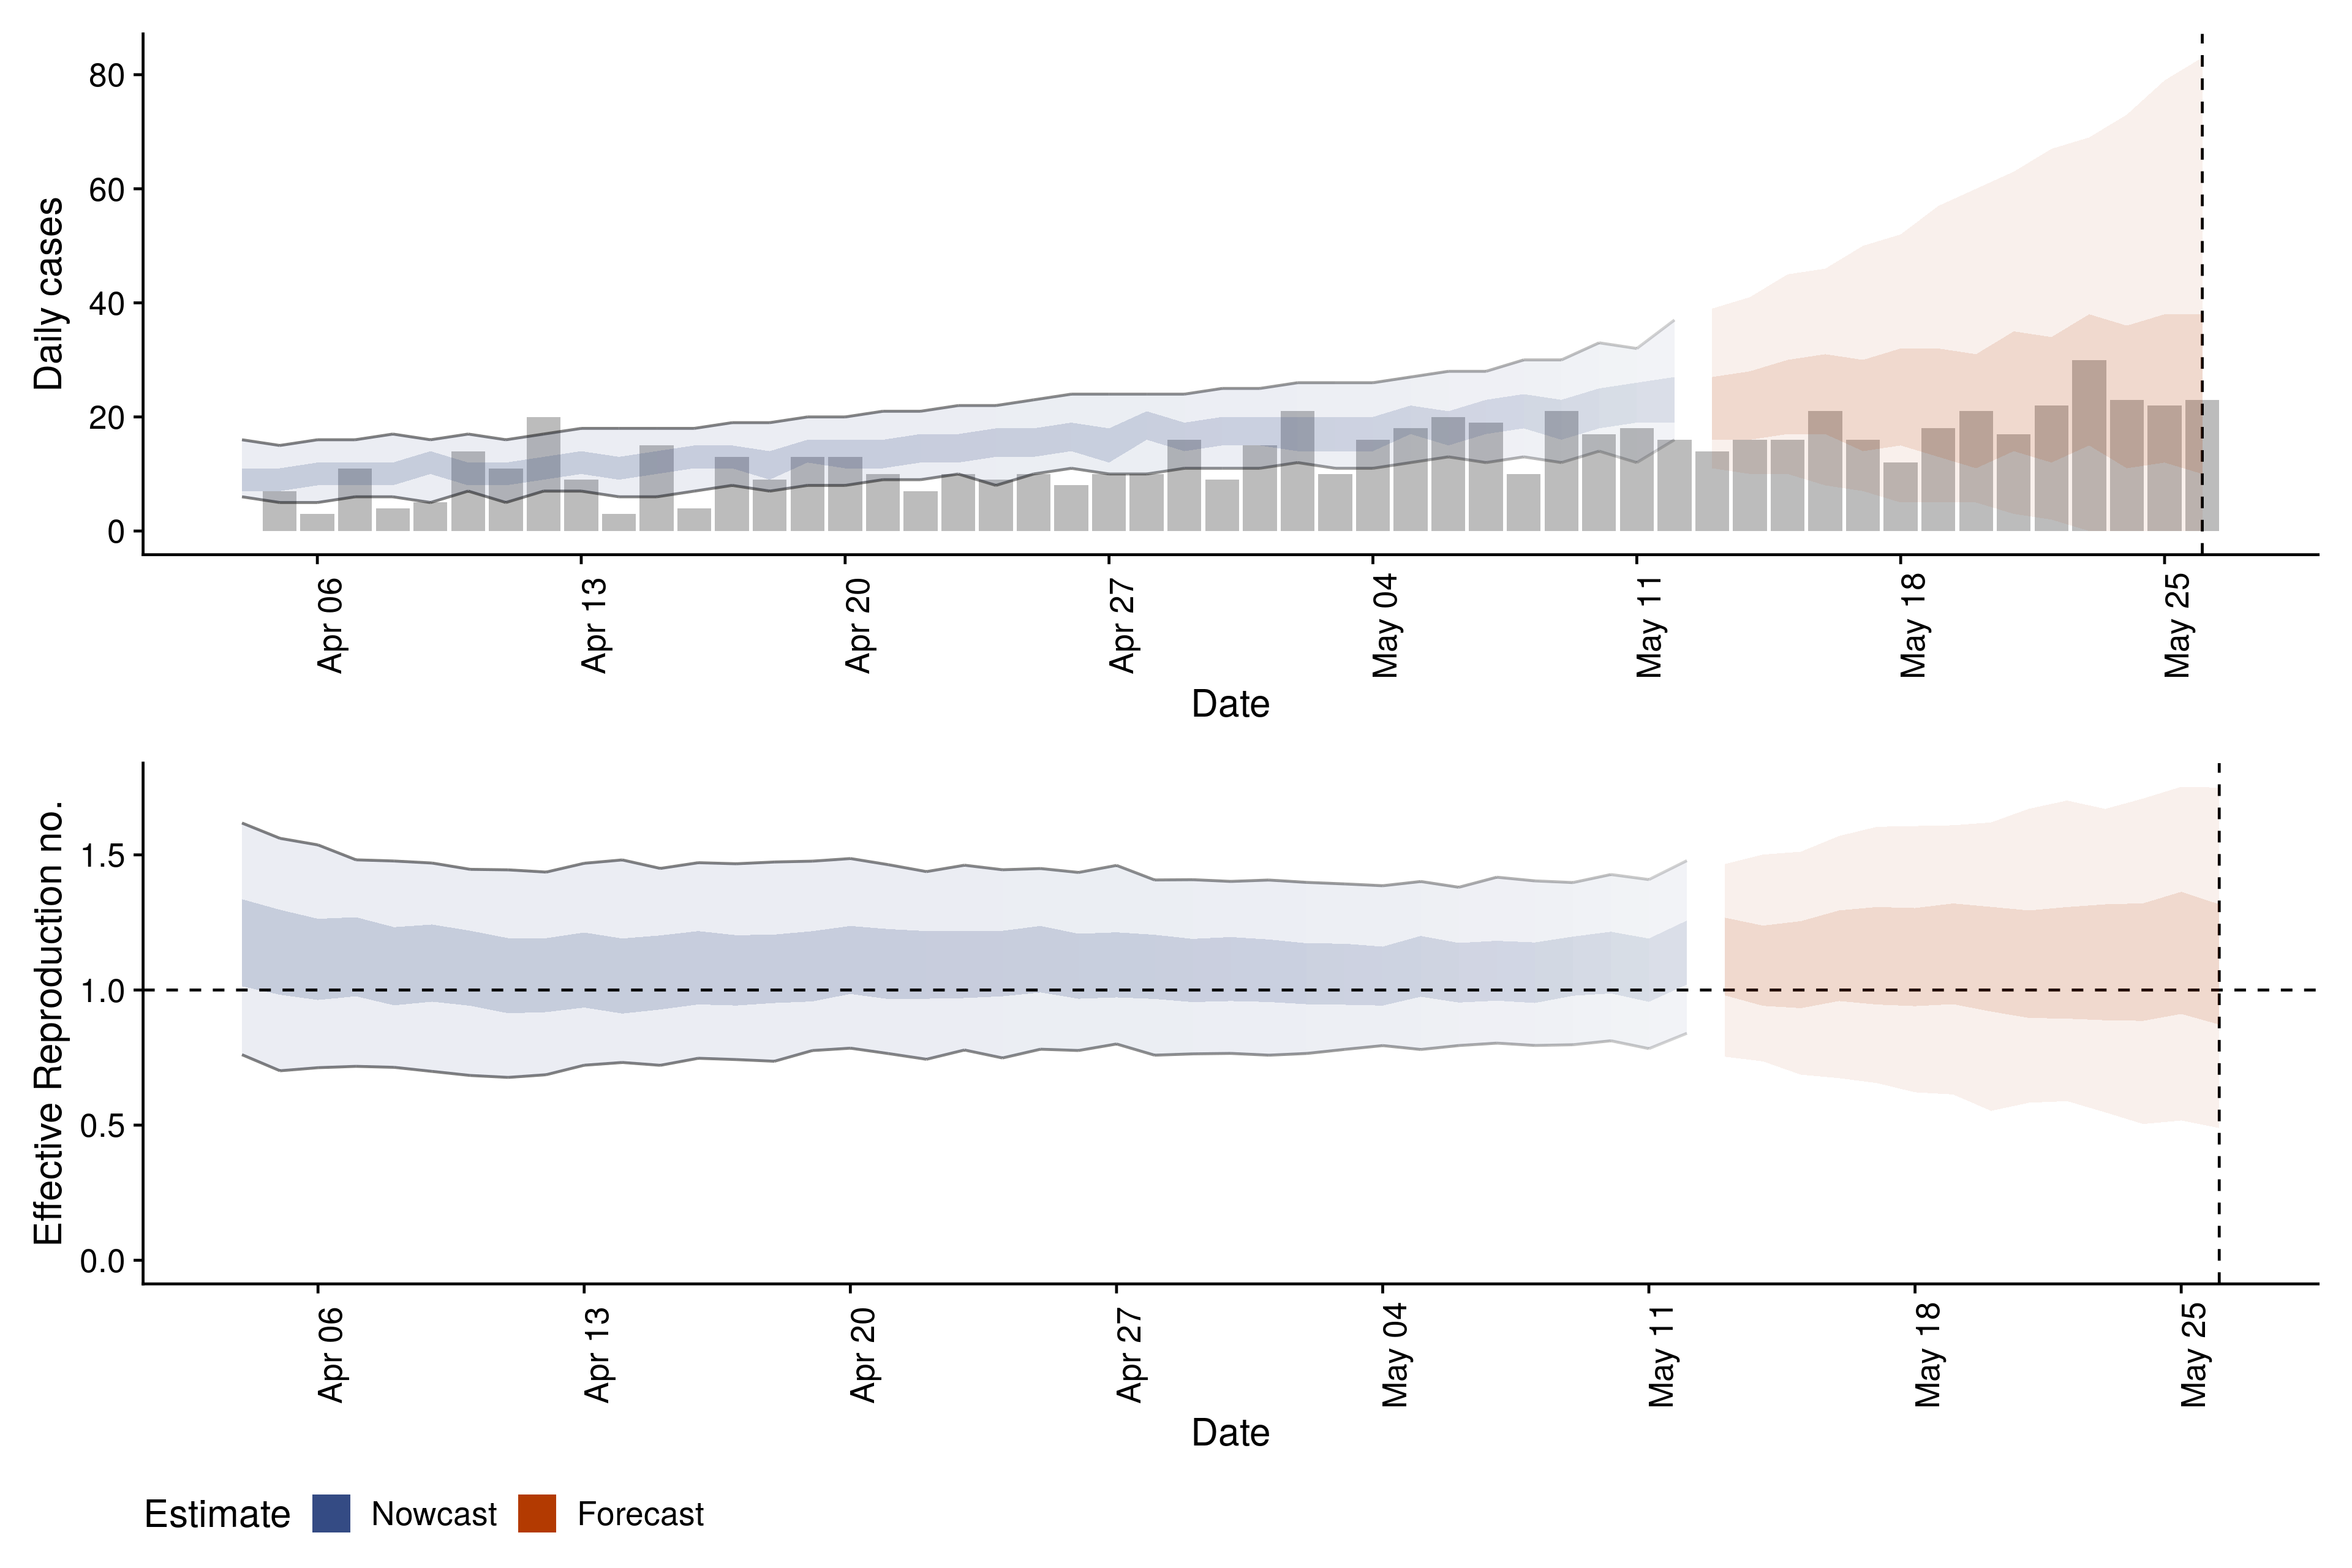 Daily cases
80
60
40
20
0
Apr 06
Apr 13
Apr 20
Apr 27
May 04
May 11
May 18
May 25
Date
Effective Reproduction no.
1.5
1.0
0.5
0.0
Apr 06
Apr 13
Apr 20
Apr 27
May 04
May 11
May 18
May 25
Date
Estimate Nowcast Forecast